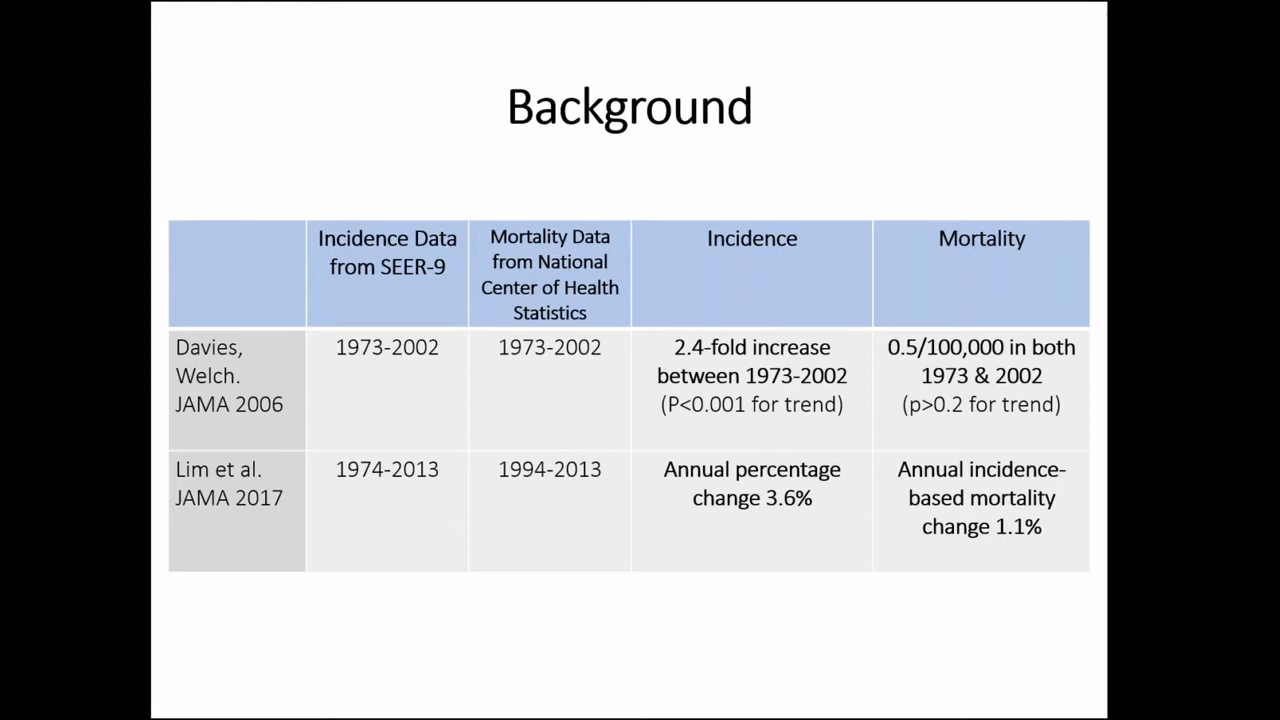 Background
Incidence Data
from SEER-9
Mortality Data
from National
Center of Health
Statistics
Incidence
Mortality
Davies,
Welch.
JAMA 2006
1973-2002
1973-2002
2.4-fold increase
between 1973-2002
(P<0.001 for trend)
0.5/100,000 in both
1973 & 2002
(p>0.2 for trend)
Lim et al.
JAMA 2017
1974-2013
1994-2013
Annual percentage
change 3.6%
Annual incidence-
based mortality
change 1.1%